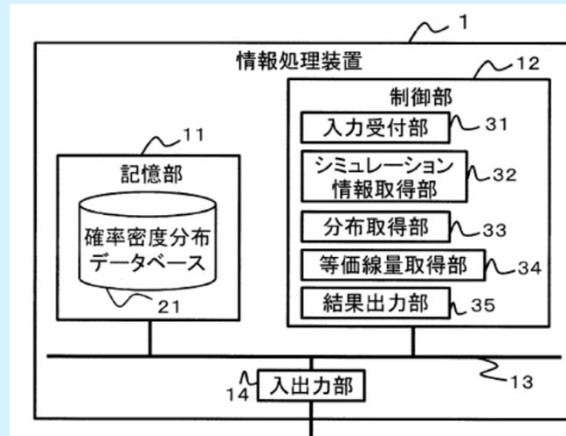 1
情報処理装置
12
制御部
入力受付部
31
シミュレーション
情報取得部
32
分布取得部
33
等価線量取得部
34
結果出力部
35
11
記憶部
確率密度分布
データベース
21
13
14
入出力部